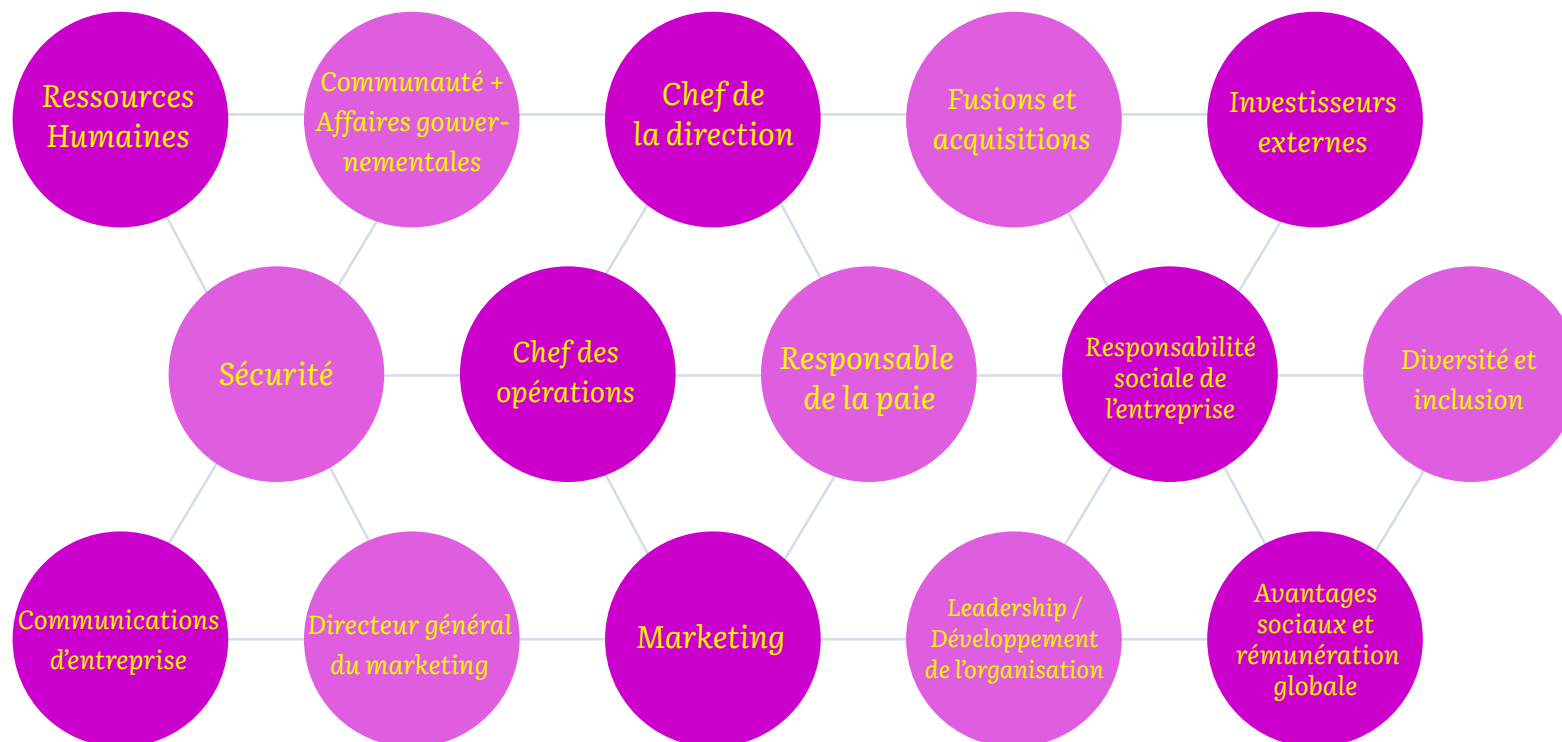 Ressources
Humaines
Communauté +
Affaires gouver-
nementales
Chef de
la direction
Fusions et
acquisitions
Investisseurs
externes
Sécurité
Chef des
opérations
Responsable
de la paie
Responsabilité
sociale de
l’entreprise
Diversité et
inclusion
Communications
d’entreprise
Directeur général
du marketing
Marketing
Leadership /
Développement
de l’organisation
Avantages
sociaux et
rémunération
globale